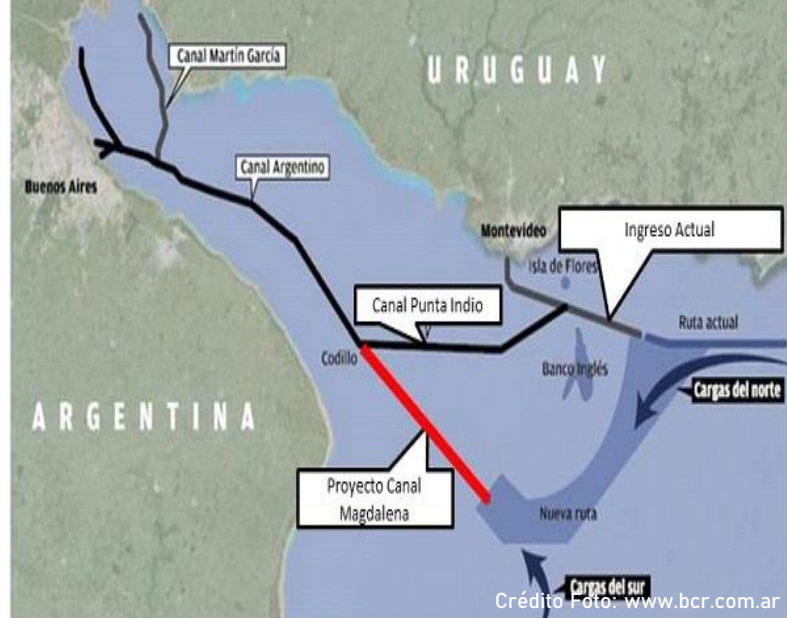 Canal Martín García
URUGUAY
Canal Argentino
Buenos Aires
Montevideo
Ingreso Actual
Isla de Flores
Canal Punta Indio
Ruta actual
Codillo
Banco Inglés
Cargas del norte
ARGENTINA
Proyecto Canal
Magdalena
Nueva ruta
Cargas del sur
Crédito Foto: www.bcr.com.ar